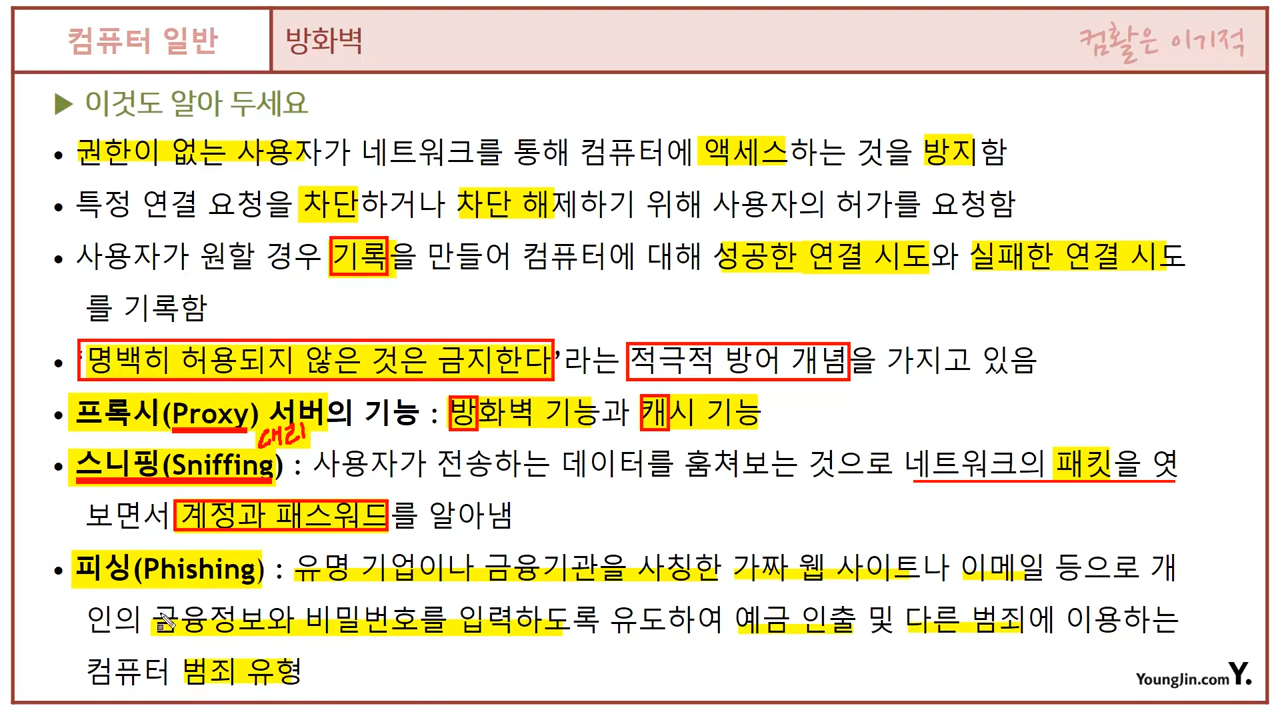 컴퓨터 일반
방화벽
컴활은 이기적
▶ 이것도 알아 두세요
• 권한이 없는 사용자가 네트워크를 통해 컴퓨터에 액세스하는 것을 방지함
• 특정 연결 요청을 차단하거나 차단 해제하기 위해 사용자의 허가를 요청함
• 사용자가 원할 경우 기록을 만들어 컴퓨터에 대해 성공한 연결 시도와 실패한 연결 시도
를 기록함
• ‘명백히 허용되지 않은 것은 금지한다’라는 적극적 방어 개념을 가지고 있음
• 프록시(Proxy) 서버의 기능 : 방화벽 기능과 캐시 기능
대리
• 스니핑(Sniffing) : 사용자가 전송하는 데이터를 훔쳐보는 것으로 네트워크의 패킷을 엿
보면서 계정과 패스워드를 알아냄
• 피싱(Phishing) : 유명 기업이나 금융기관을 사칭한 가짜 웹 사이트나 이메일 등으로 개
인의 금융정보와 비밀번호를 입력하도록 유도하여 예금 인출 및 다른 범죄에 이용하는
컴퓨터 범죄 유형
YoungJin.com Y.